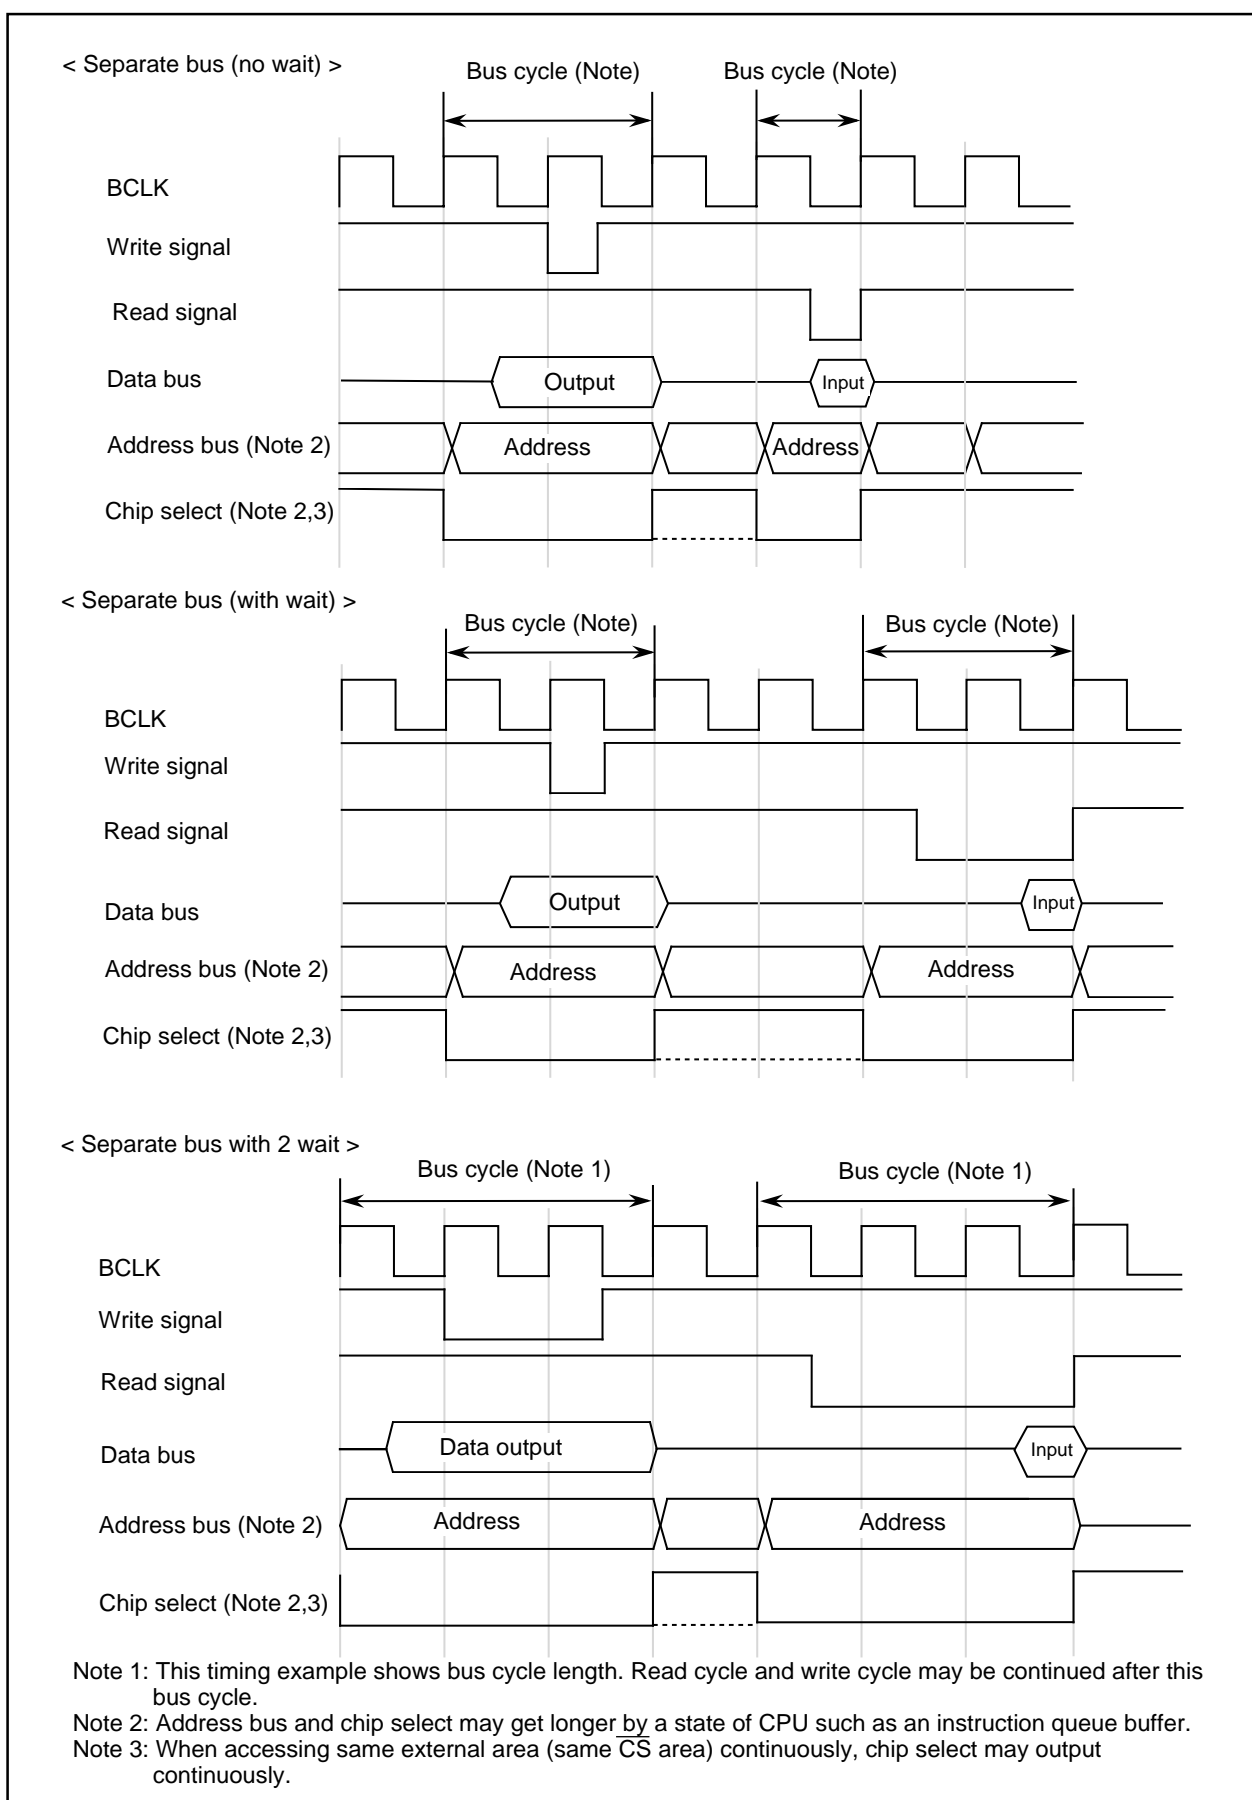 < Separate bus (no wait) >
Bus cycle (Note)
Bus cycle (Note)
BCLK
Write signal
Read signal
Data bus
Output
Input
Address bus (Note 2)
Address
Address
Chip select (Note 2,3)
< Separate bus (with wait) >
Bus cycle (Note)
Bus cycle (Note)
BCLK
Write signal
Read signal
Data bus
Output
Input
Address bus (Note 2)
Address
Address
Chip select (Note 2,3)
< Separate bus with 2 wait >
Bus cycle (Note 1)
Bus cycle (Note 1)
BCLK
Write signal
Read signal
Data bus
Data output
Input
Address bus (Note 2)
Address
Address
Chip select (Note 2,3)
Note 1: This timing example shows bus cycle length. Read cycle and write cycle may be continued after this
bus cycle.
Note 2: Address bus and chip select may get longer by a state of CPU such as an instruction queue buffer.
Note 3: When accessing same external area (same C̅S̅ area) continuously, chip select may output
continuously.